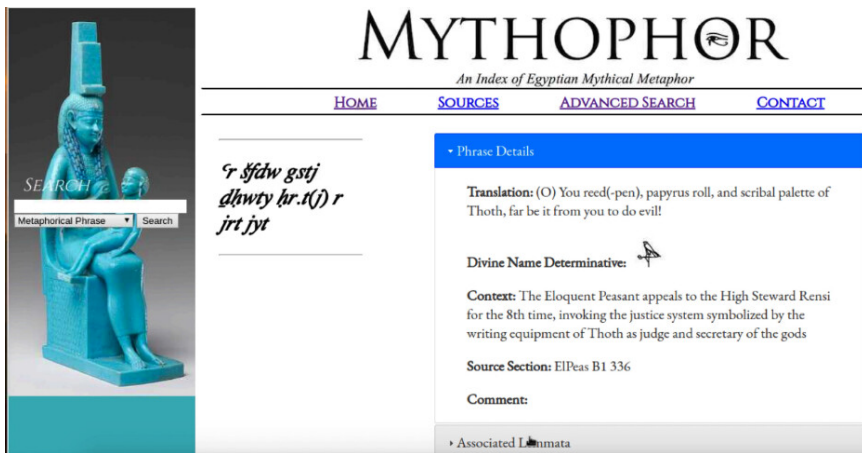 MYTHOPHOR
An Index of Egyptian Mythical Metaphor
HOME SOURCES ADVANCED SEARCH CONTACT
SEARCH
Metaphorical Phrase Search
ꜥr šfdw gstj
ḏḥwty ḥr.t(j) r
jrt jyt
Phrase Details
Translation: (O) You reed(-pen), papyrus roll, and scribal palette of
Thoth, far be it from you to do evil!
Divine Name Determinative:
Context: The Eloquent Peasant appeals to the High Steward Rensi
for the 8th time, invoking the justice system symbolized by the
writing equipment of Thoth as judge and secretary of the gods
Source Section: ElPeas B1 336
Comment:
Associated Lemmata